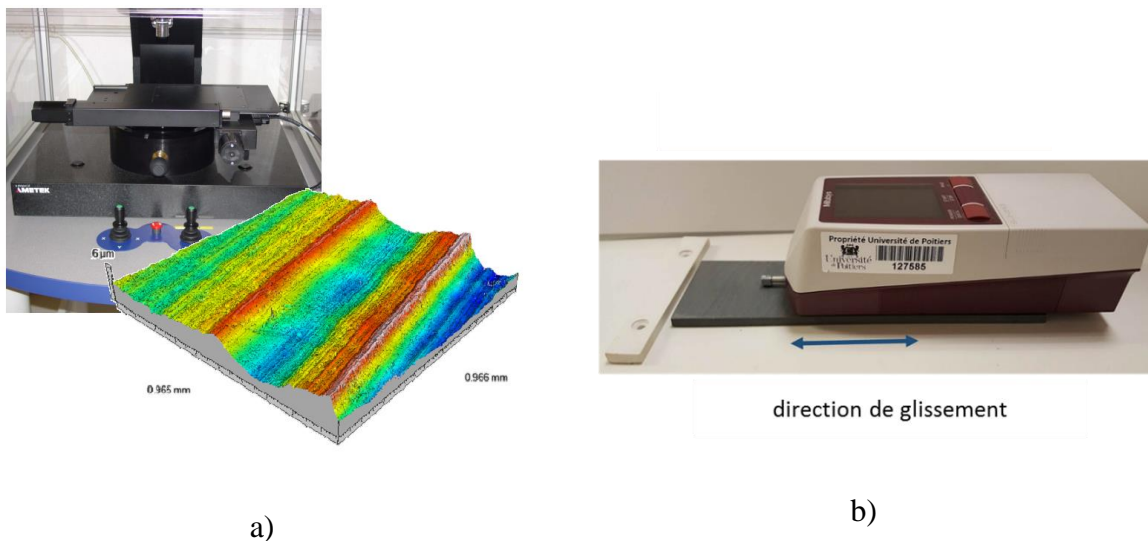 AMETEK
6 µm
0.965 mm
0.966 mm
a)
Mitutoyo
Propriété Université de Poitiers
Université
de Poitiers
127585
direction de glissement
b)